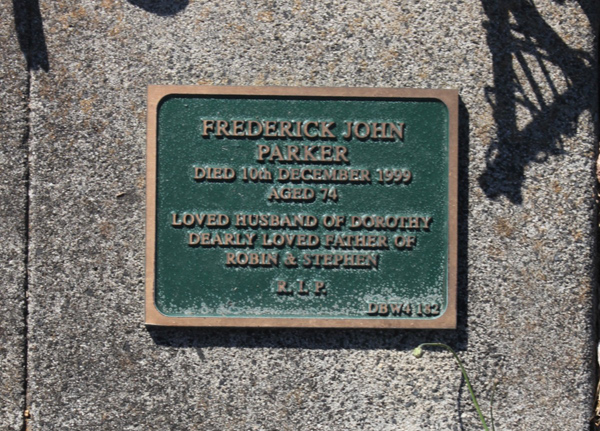 FREDERICK JOHN
PARKER
DIED 10th DECEMBER 1999
AGED 74
LOVED HUSBAND OF DOROTHY
DEARLY LOVED FATHER OF
ROBIN & STEPHEN
R. I. P.
DBW4 182